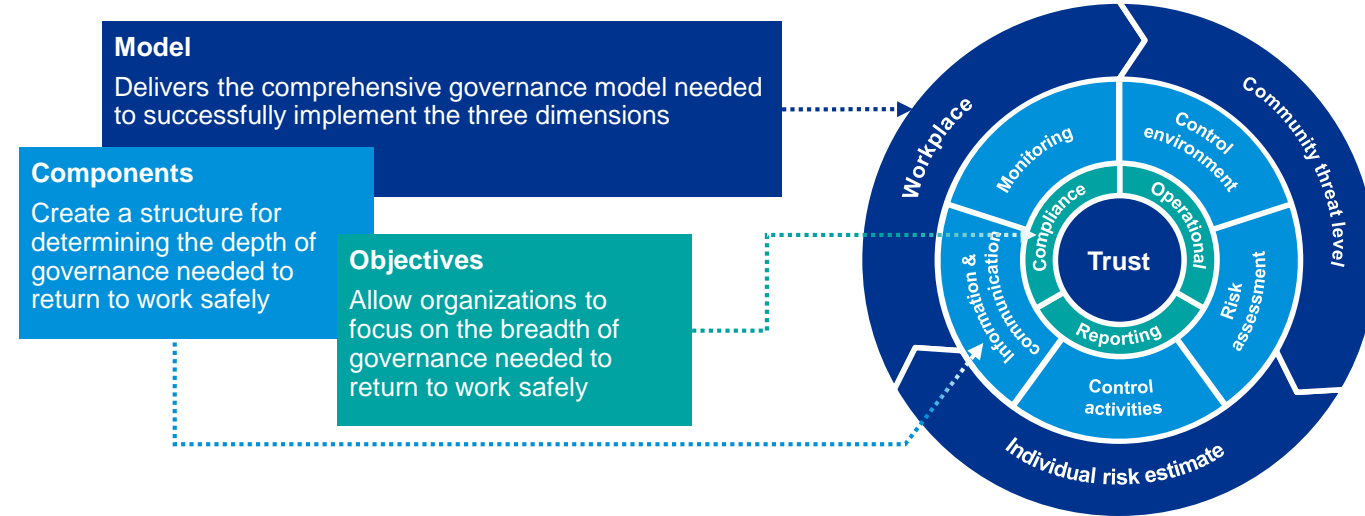 Model
Delivers the comprehensive governance model needed
to successfully implement the three dimensions
Components
Create a structure for
determining the depth of
governance needed to
return to work safely
Objectives
Allow organizations to
focus on the breadth of
governance needed to
return to work safely
Workplace
Community threat level
Individual risk estimate
Monitoring
Control
environment
Risk
assessment
Control
activities
Information &
communication
Compliance
Operational
Reporting
Trust